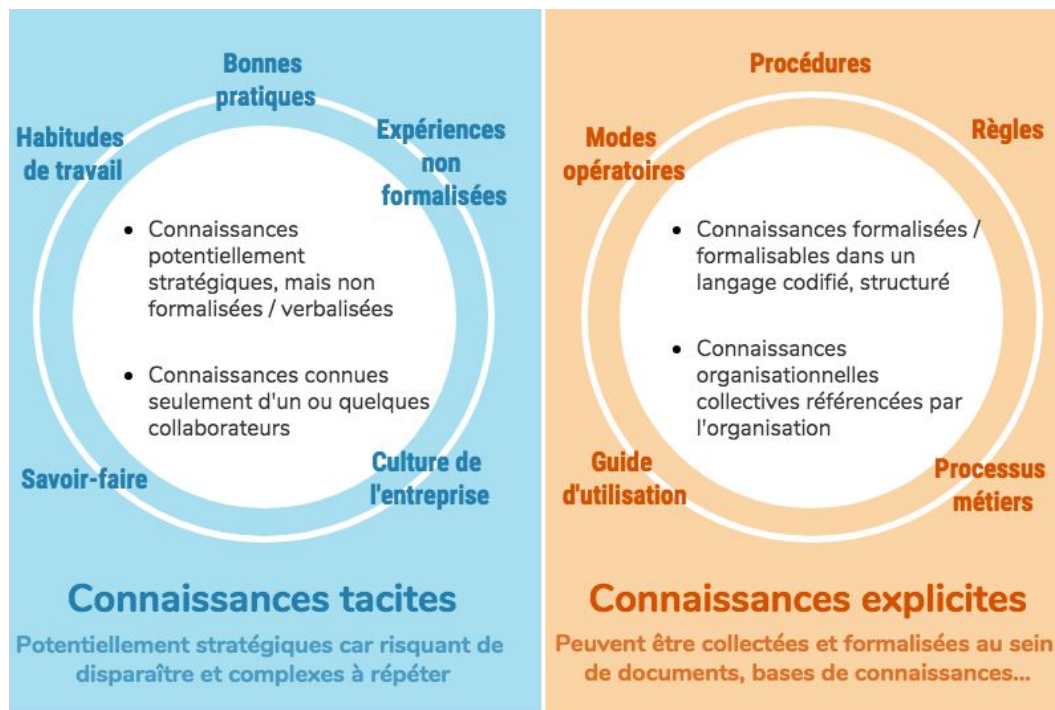 Bonnes
pratiques
Habitudes
de travail
Expériences
non
formalisées
• Connaissances
potentiellement
stratégiques, mais non
formalisées / verbalisées
• Connaissances connues
seulement d'un ou quelques
collaborateurs
Savoir-faire
Culture de
l'entreprise
Connaissances tacites
Potentiellement stratégiques car risquant de
disparaître et complexes à répéter
Procédures
Modes
opératoires
Règles
• Connaissances formalisées /
formalisables dans un
langage codifié, structuré
• Connaissances
organisationnelles
collectives référencées par
l'organisation
Guide
d'utilisation
Processus
métiers
Connaissances explicites
Peuvent être collectées et formalisées au sein
de documents, bases de connaissances...